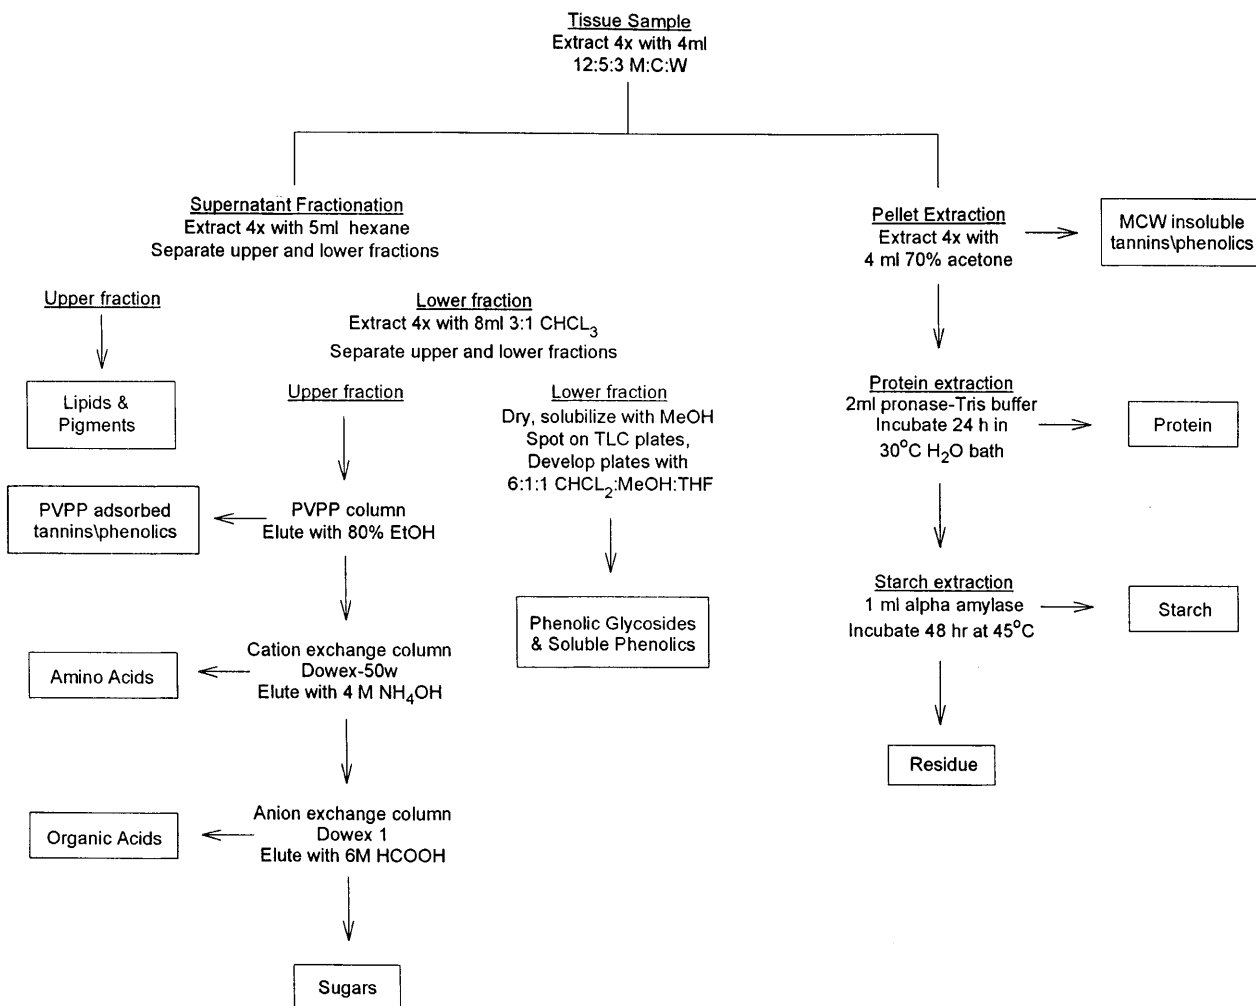 Tissue Sample
Extract 4x with 4ml
12:5:3 M:C:W
Supernatant Fractionation
Extract 4x with 5ml hexane
Separate upper and lower fractions
Upper fraction
Lipids &
Pigments
Lower fraction
Extract 4x with 8ml 3:1 CHCL3
Separate upper and lower fractions
Upper fraction
PVPP column
Elute with 80% EtOH
PVPP adsorbed
tannins\phenolics
Cation exchange column
Dowex-50w
Elute with 4 M NH4OH
Amino Acids
Anion exchange column
Dowex 1
Elute with 6M HCOOH
Organic Acids
Sugars
Lower fraction
Dry, solubilize with MeOH
Spot on TLC plates,
Develop plates with
6:1:1 CHCL2:MeOH:THF
Phenolic Glycosides
& Soluble Phenolics
Pellet Extraction
Extract 4x with
4 ml 70% acetone
MCW insoluble
tannins\phenolics
Protein extraction
2ml pronase-Tris buffer
Incubate 24 h in
30°C H2O bath
Protein
Starch extraction
1 ml alpha amylase
Incubate 48 hr at 45°C
Starch
Residue